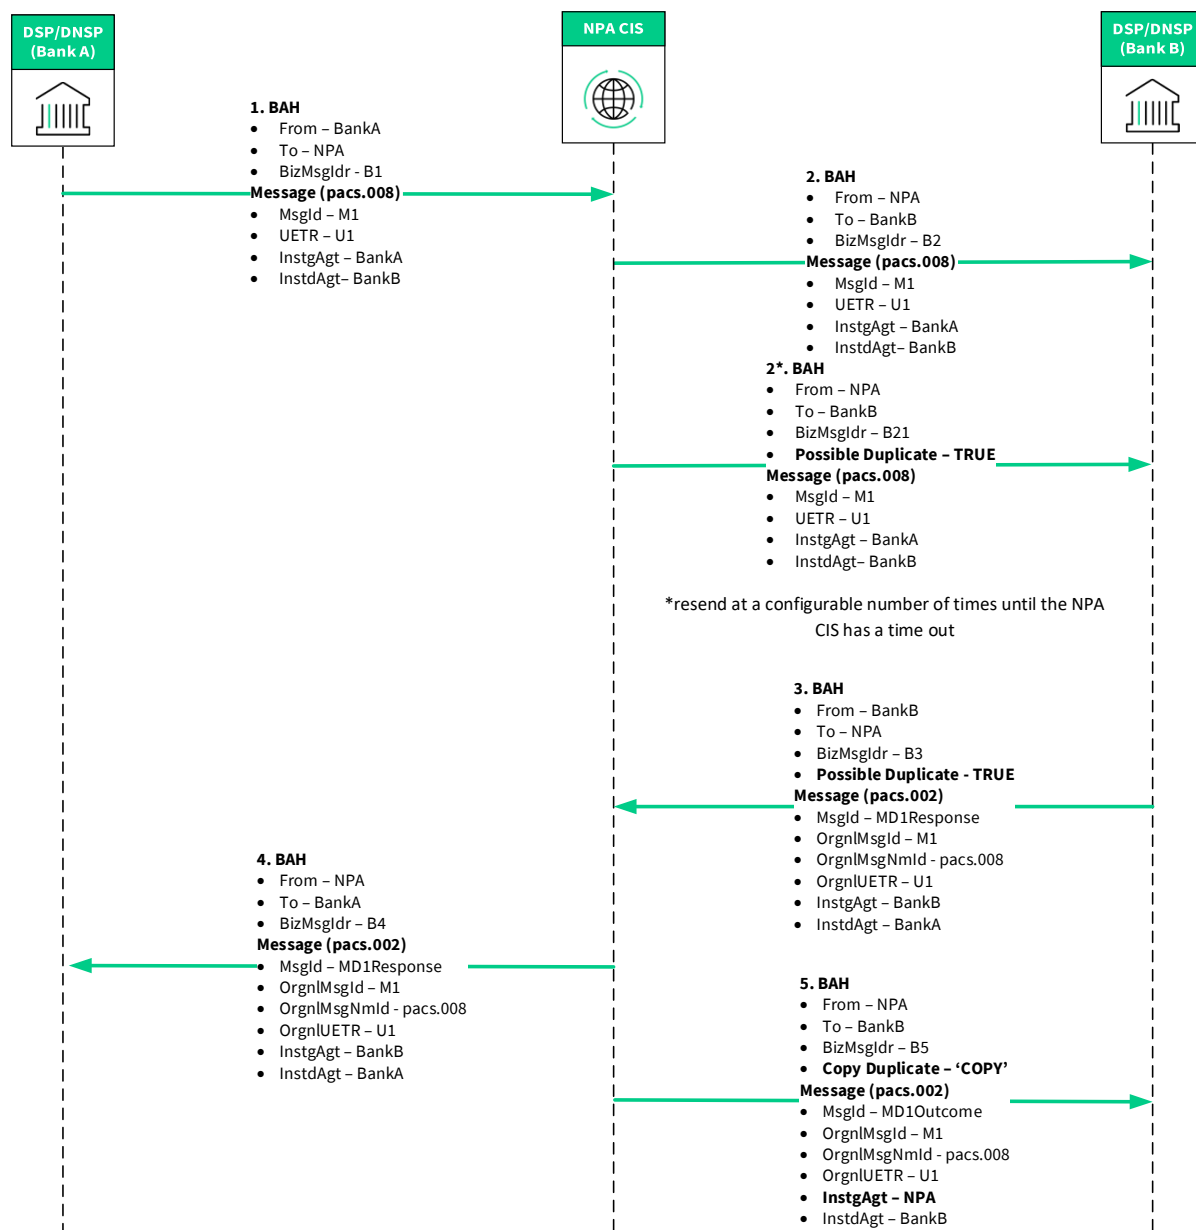 DSP/DNSP
(Bank A)
NPA CIS
DSP/DNSP
(Bank B)
1. BAH
• From – BankA
• To – NPA
• BizMsgIdr - B1
Message (pacs.008)
• MsgId – M1
• UETR – U1
• InstgAgt – BankA
• InstdAgt– BankB
2. BAH
• From – NPA
• To – BankB
• BizMsgIdr – B2
Message (pacs.008)
• MsgId – M1
• UETR – U1
• InstgAgt – BankA
• InstdAgt– BankB
2*. BAH
• From – NPA
• To – BankB
• BizMsgIdr – B21
• Possible Duplicate – TRUE
Message (pacs.008)
• MsgId – M1
• UETR – U1
• InstgAgt – BankA
• InstdAgt– BankB
*resend at a configurable number of times until the NPA
CIS has a time out
3. BAH
• From – BankB
• To – NPA
• BizMsgIdr – B3
• Possible Duplicate - TRUE
Message (pacs.002)
• MsgId – MD1Response
• OrgnlMsgId – M1
• OrgnlMsgNmId - pacs.008
• OrgnlUETR – U1
• InstgAgt – BankB
• InstdAgt – BankA
4. BAH
• From – NPA
• To – BankA
• BizMsgIdr – B4
Message (pacs.002)
• MsgId – MD1Response
• OrgnlMsgId – M1
• OrgnlMsgNmId - pacs.008
• OrgnlUETR – U1
• InstgAgt – BankB
• InstdAgt – BankA
5. BAH
• From – NPA
• To – BankB
• BizMsgIdr – B5
• Copy Duplicate – ‘COPY’
Message (pacs.002)
• MsgId – MD1Outcome
• OrgnlMsgId – M1
• OrgnlMsgNmId - pacs.008
• OrgnlUETR – U1
• InstgAgt – NPA
• InstdAgt – BankB